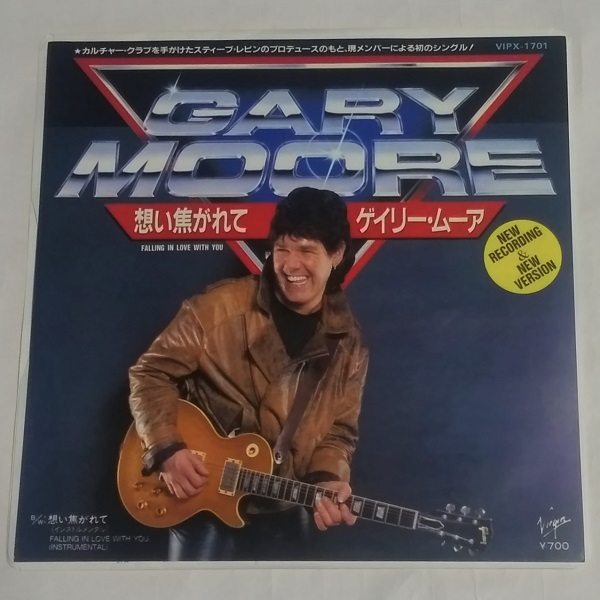 ★カルチャー・クラブを手がけたスティーブ・レビンのプロデュースのもと、現メンバーによる初のシングル!
VIPX-1701
GARY
MOORE
想い焦がれて
ゲイリー・ムーア
FALLING IN LOVE WITH YOU
NEW
RECORDING
&
NEW
VERSION
B/W 想い焦がれて
(インストルメンタル)
FALLING IN LOVE WITH YOU
(INSTRUMENTAL)
Virgin
¥700